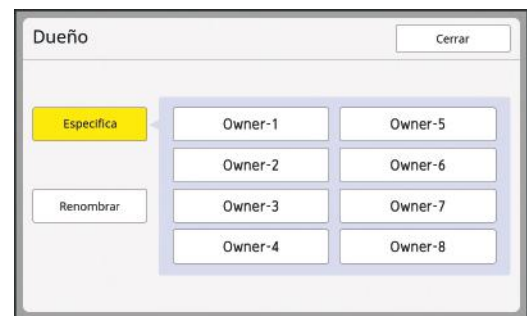 Dueño
Cerrar
Especifica
Owner-1
Owner-5
Owner-2
Owner-6
Renombrar
Owner-3
Owner-7
Owner-4
Owner-8